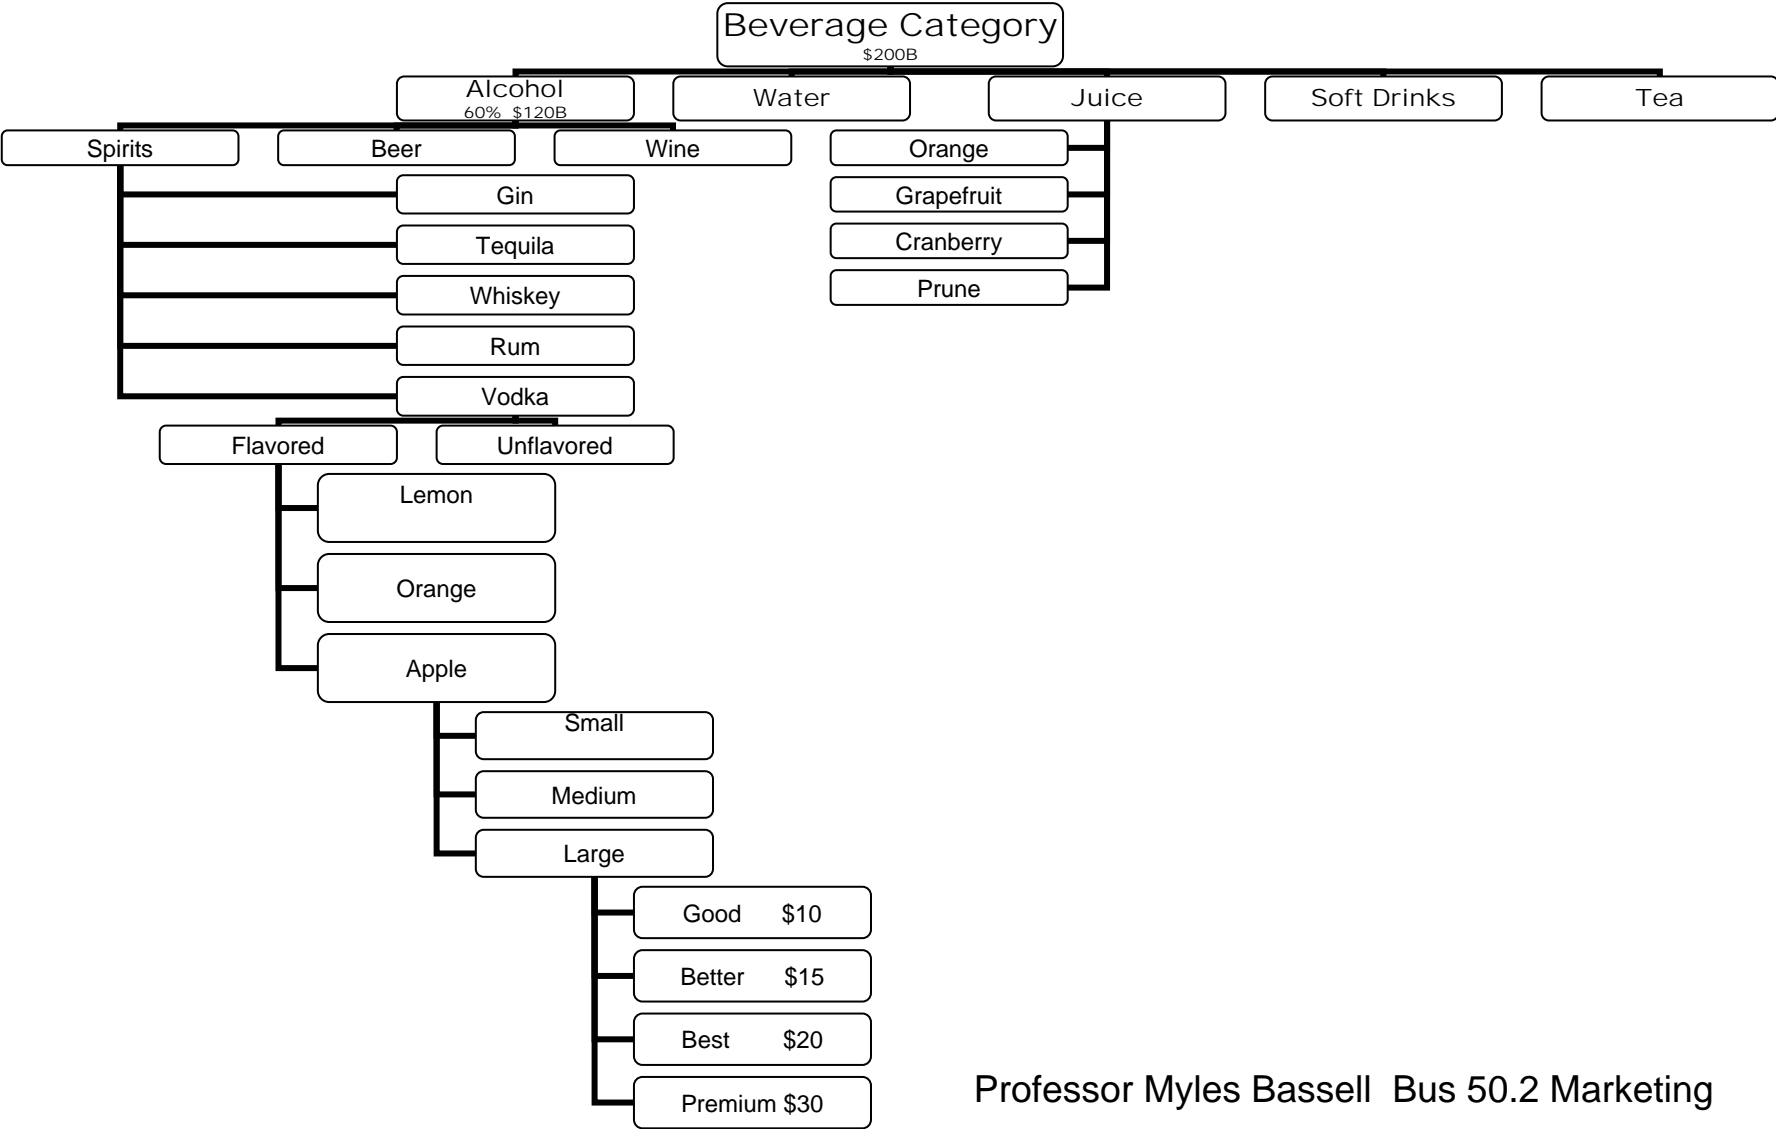 Beverage Category
$200B
Alcohol
60% $120B
Water
Juice
Soft Drinks
Tea
Spirits
Beer
Wine
Orange
Gin
Grapefruit
Tequila
Cranberry
Whiskey
Prune
Rum
Vodka
Flavored
Unflavored
Lemon
Orange
Apple
Small
Medium
Large
Good $10
Better $15
Best $20
Premium $30
Professor Myles Bassell Bus 50.2 Marketing